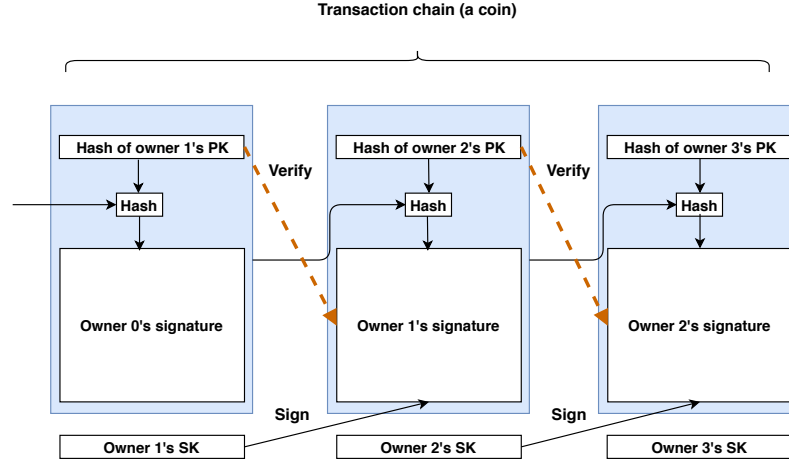 Transaction chain (a coin)
Hash of owner 1's PK
Hash of owner 2's PK
Hash of owner 3's PK
Verify
Verify
Hash
Hash
Hash
Owner 0's signature
Owner 1's signature
Owner 2's signature
Sign
Sign
Owner 1's SK
Owner 2's SK
Owner 3's SK